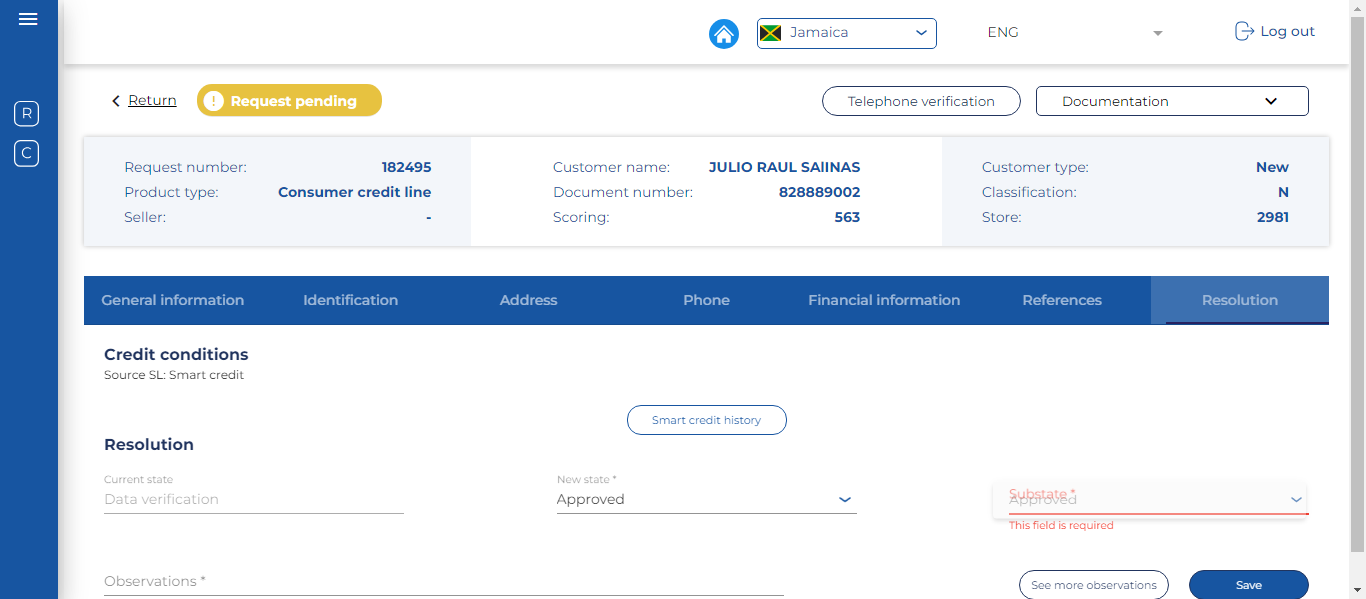 Jamaica
ENG
Log out
Return
! Request pending
Telephone verification
Documentation
R
C
Request number: 182495
Product type: Consumer credit line
Seller: -
Customer name: JULIO RAUL SAlINAS
Document number: 828889002
Scoring: 563
Customer type: New
Classification: N
Store: 2981
General information
Identification
Address
Phone
Financial information
References
Resolution
Credit conditions
Source SL: Smart credit
Smart credit history
Resolution
Current state
Data verification
New state *
Approved
Substate *
Approved
This field is required
Observations *
See more observations
Save